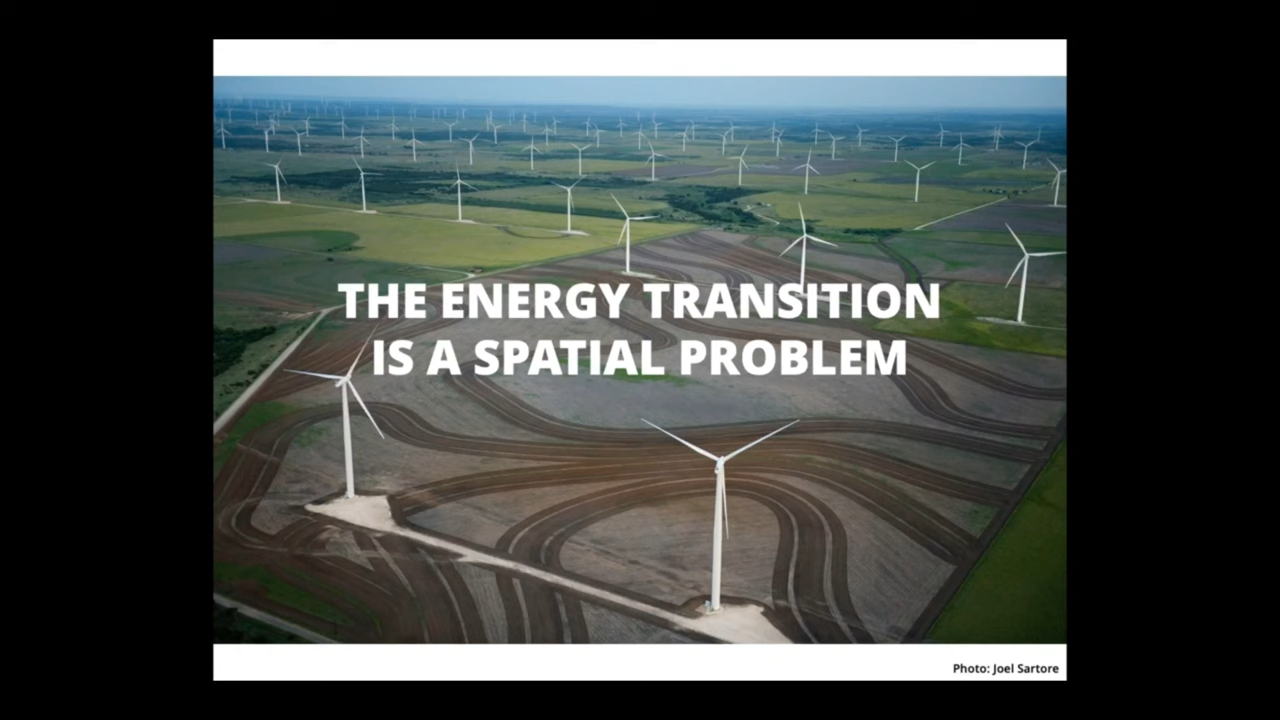 THE ENERGY TRANSITION
IS A SPATIAL PROBLEM
Photo: Joel Sartore